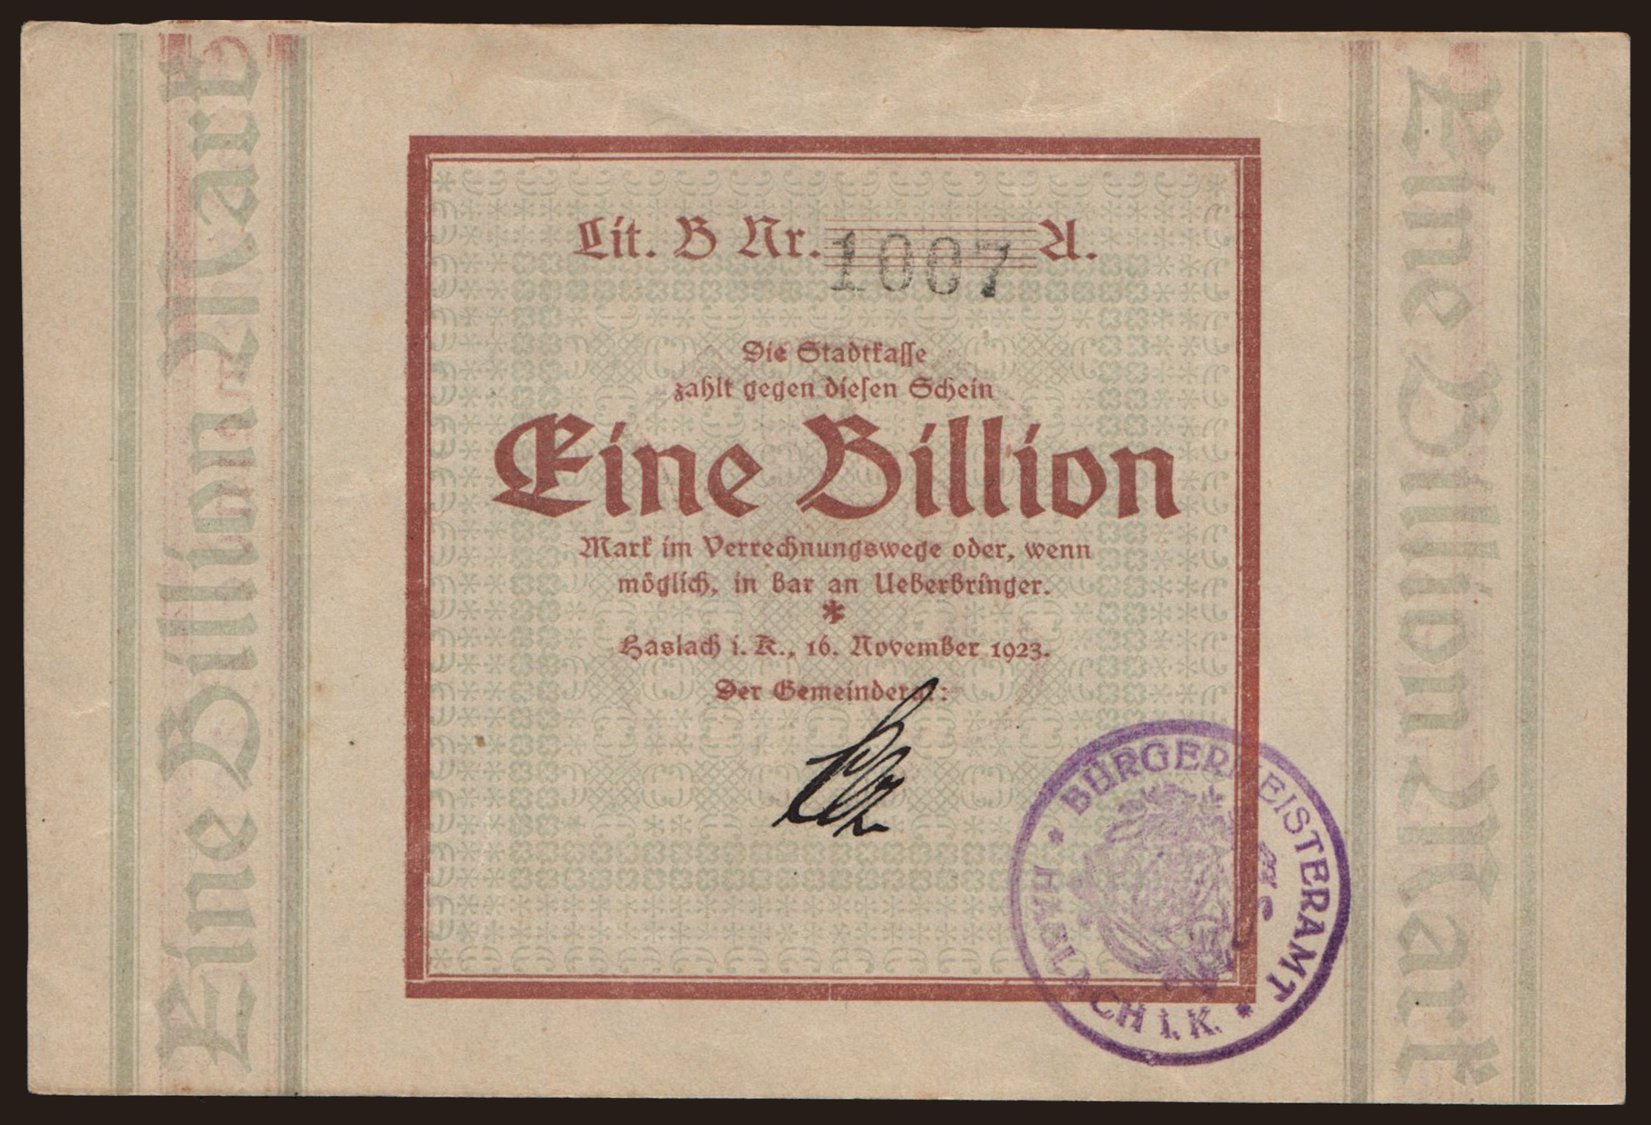 Eine Billion Mark
Lit. B Nr. 1007 A.
Die Stadtkasse
zahlt gegen diesen Schein
Eine Billion
Mark im Verrechnungswege oder, wenn
möglich, in bar an Ueberbringer.
*
Haslach i. K., 16. November 1923.
Der Gemeinderat:
* BÜRGERMEISTERAMT *
HASLACH i. K.
Eine Billion Mark